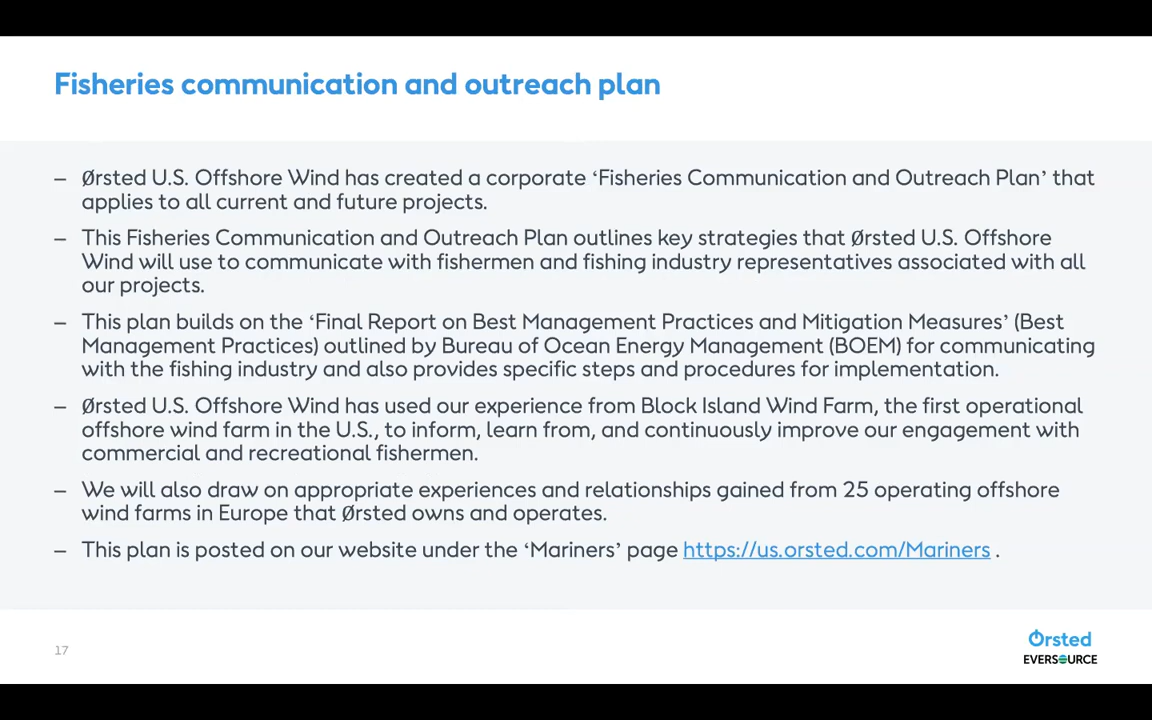 Fisheries communication and outreach plan
– Ørsted U.S. Offshore Wind has created a corporate ‘Fisheries Communication and Outreach Plan’ that
applies to all current and future projects.
– This Fisheries Communication and Outreach Plan outlines key strategies that Ørsted U.S. Offshore
Wind will use to communicate with fishermen and fishing industry representatives associated with all
our projects.
– This plan builds on the ‘Final Report on Best Management Practices and Mitigation Measures’ (Best
Management Practices) outlined by Bureau of Ocean Energy Management (BOEM) for communicating
with the fishing industry and also provides specific steps and procedures for implementation.
– Ørsted U.S. Offshore Wind has used our experience from Block Island Wind Farm, the first operational
offshore wind farm in the U.S., to inform, learn from, and continuously improve our engagement with
commercial and recreational fishermen.
– We will also draw on appropriate experiences and relationships gained from 25 operating offshore
wind farms in Europe that Ørsted owns and operates.
– This plan is posted on our website under the ‘Mariners’ page https://us.orsted.com/Mariners .
17
Ørsted
EVERSOURCE